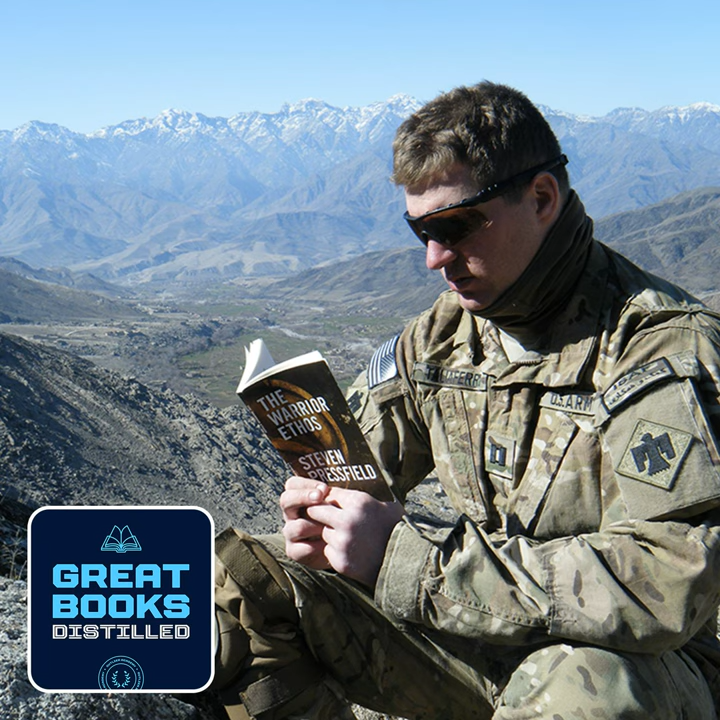 THE
WARRIOR
ETHOS
STEVEN
PRESSFIELD
U.S. ARMY
GREAT
BOOKS
DISTILLED